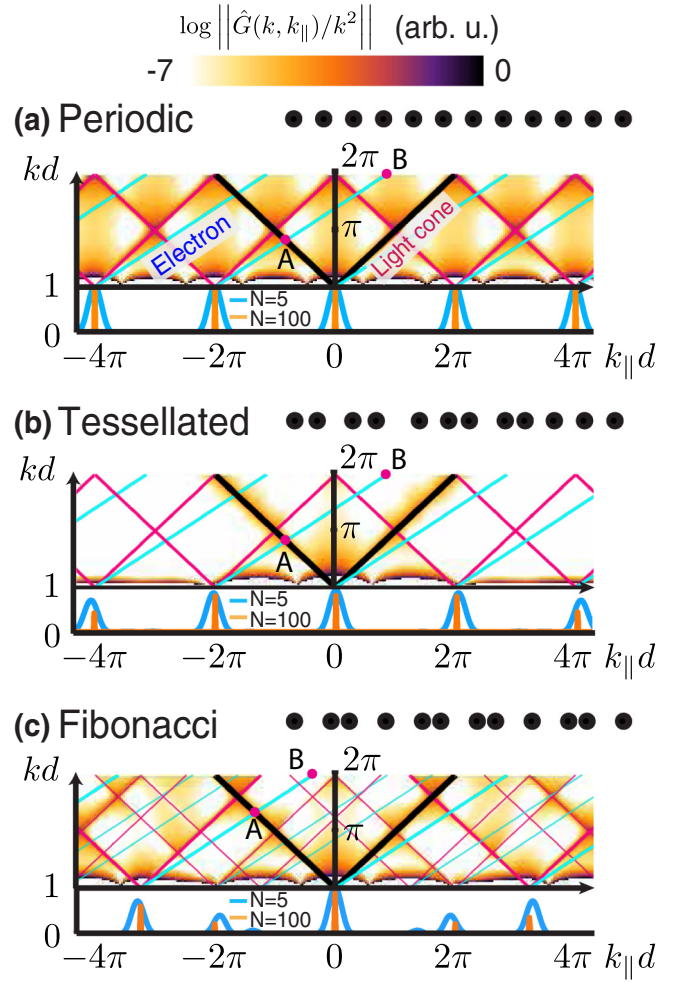 log ||Ĝ(k, k∥)/k²|| (arb. u.)
-7 0
(a) Periodic
kd 2π B
π
Electron Light cone
A
1
N=5
N=100
0
−4π −2π 0 2π 4π k∥d
(b) Tessellated
kd 2π B
π
A
1
N=5
N=100
0
−4π −2π 0 2π 4π k∥d
(c) Fibonacci
kd B 2π
A π
1
N=5
N=100
0
−4π −2π 0 2π 4π k∥d